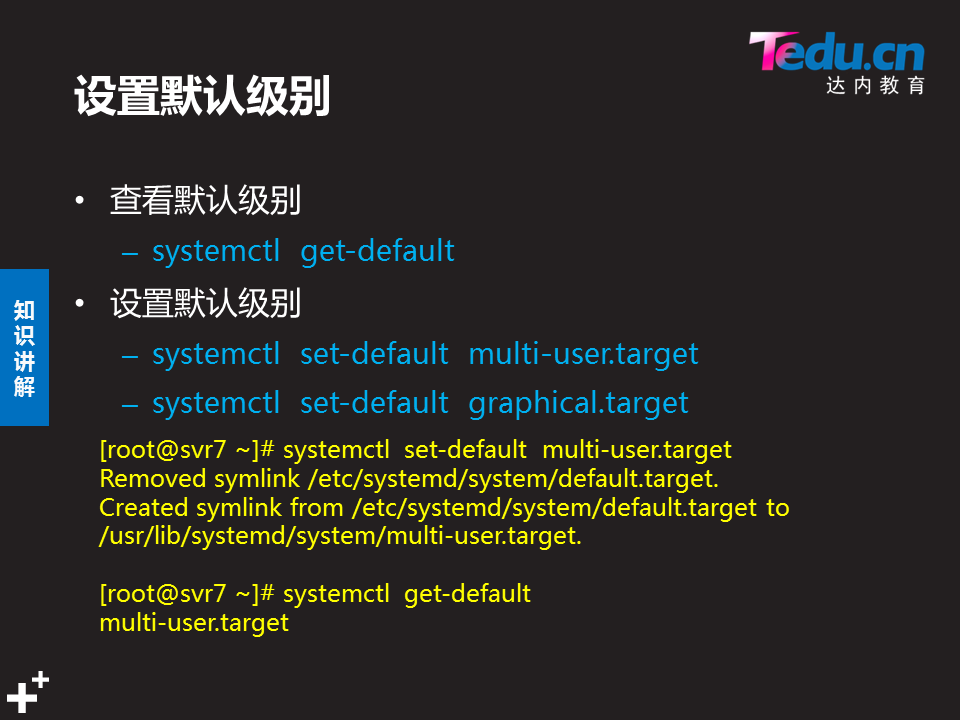 Tedu.cn
达内教育
设置默认级别
• 查看默认级别
– systemctl get-default
• 设置默认级别
– systemctl set-default multi-user.target
– systemctl set-default graphical.target
知
识
讲
解
[root@svr7 ~]# systemctl set-default multi-user.target
Removed symlink /etc/systemd/system/default.target.
Created symlink from /etc/systemd/system/default.target to
/usr/lib/systemd/system/multi-user.target.
[root@svr7 ~]# systemctl get-default
multi-user.target